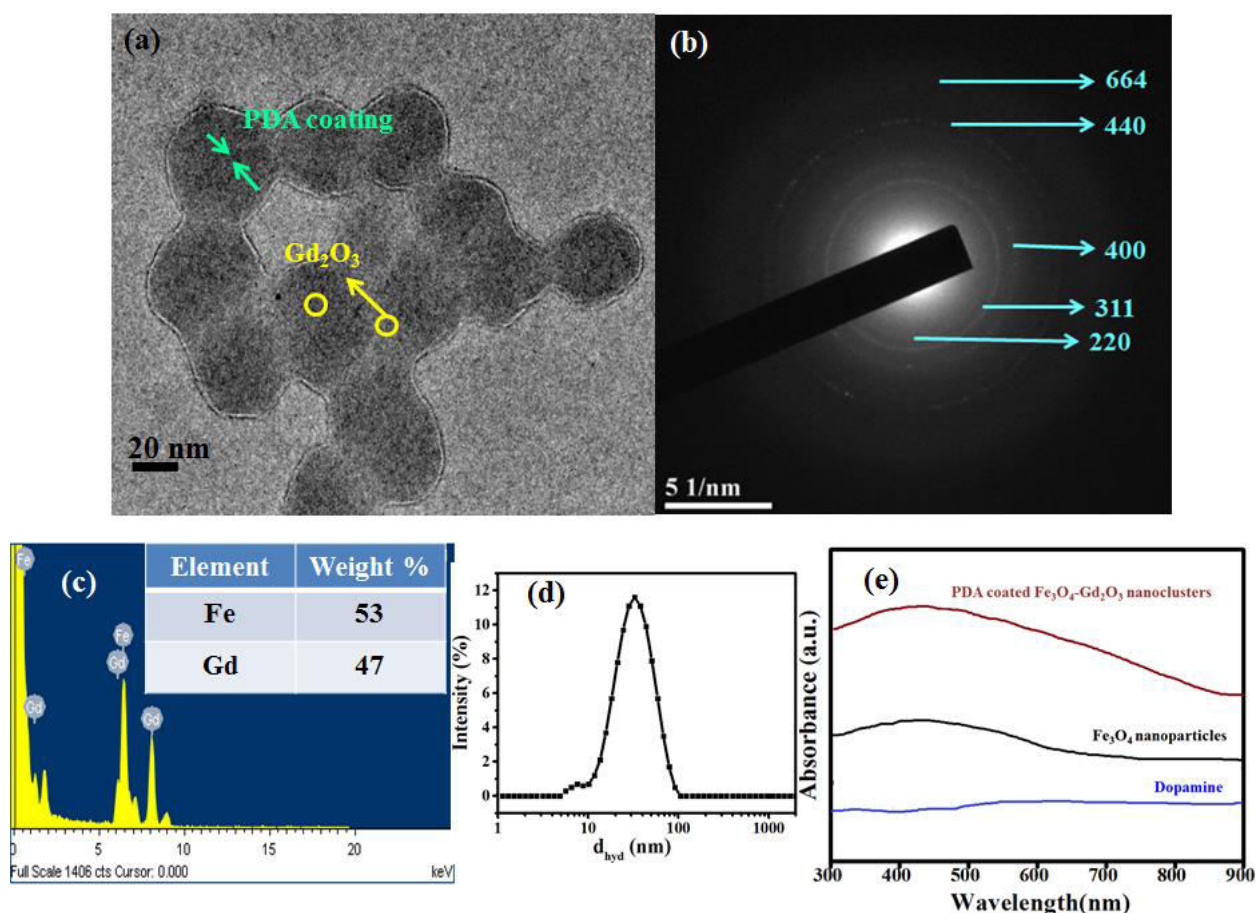 (a)
PDA coating
Gd₂O₃
20 nm
(b)
664
440
400
311
220
5 1/nm
(c)
Fe
Gd
Fe
Gd
Gd
Element Weight %
Fe 53
Gd 47
0 5 10 15 20
Full Scale 1406 cts Cursor: 0.000 keV
(d)
Intensity (%)
12
10
8
6
4
2
0
1 10 100 1000
d_hyd (nm)
(e)
Absorbance (a.u.)
PDA coated Fe₃O₄-Gd₂O₃ nanoclusters
Fe₃O₄ nanoparticles
Dopamine
300 400 500 600 700 800 900
Wavelength(nm)